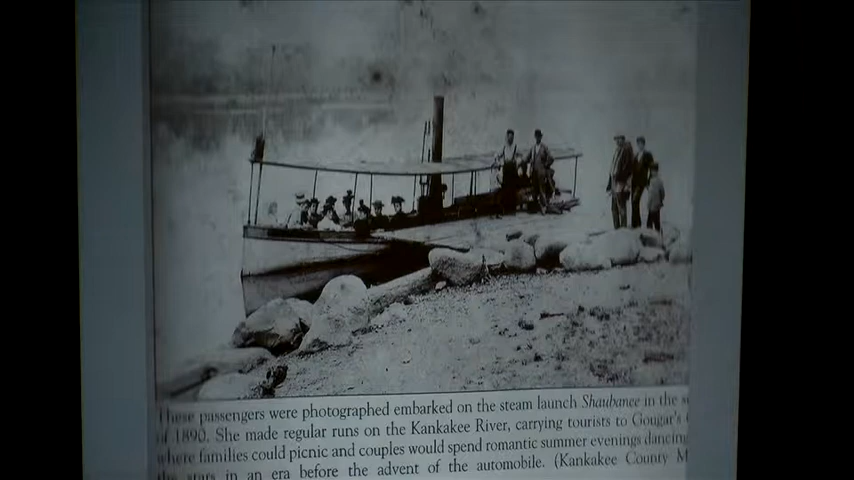 These passengers were photographed embarked on the steam launch Shaubanee in the
of 1890. She made regular runs on the Kankakee River, carrying tourists to Gougar's
where families could picnic and couples would spend romantic summer evenings dancing
the stars in an era before the advent of the automobile. (Kankakee County M